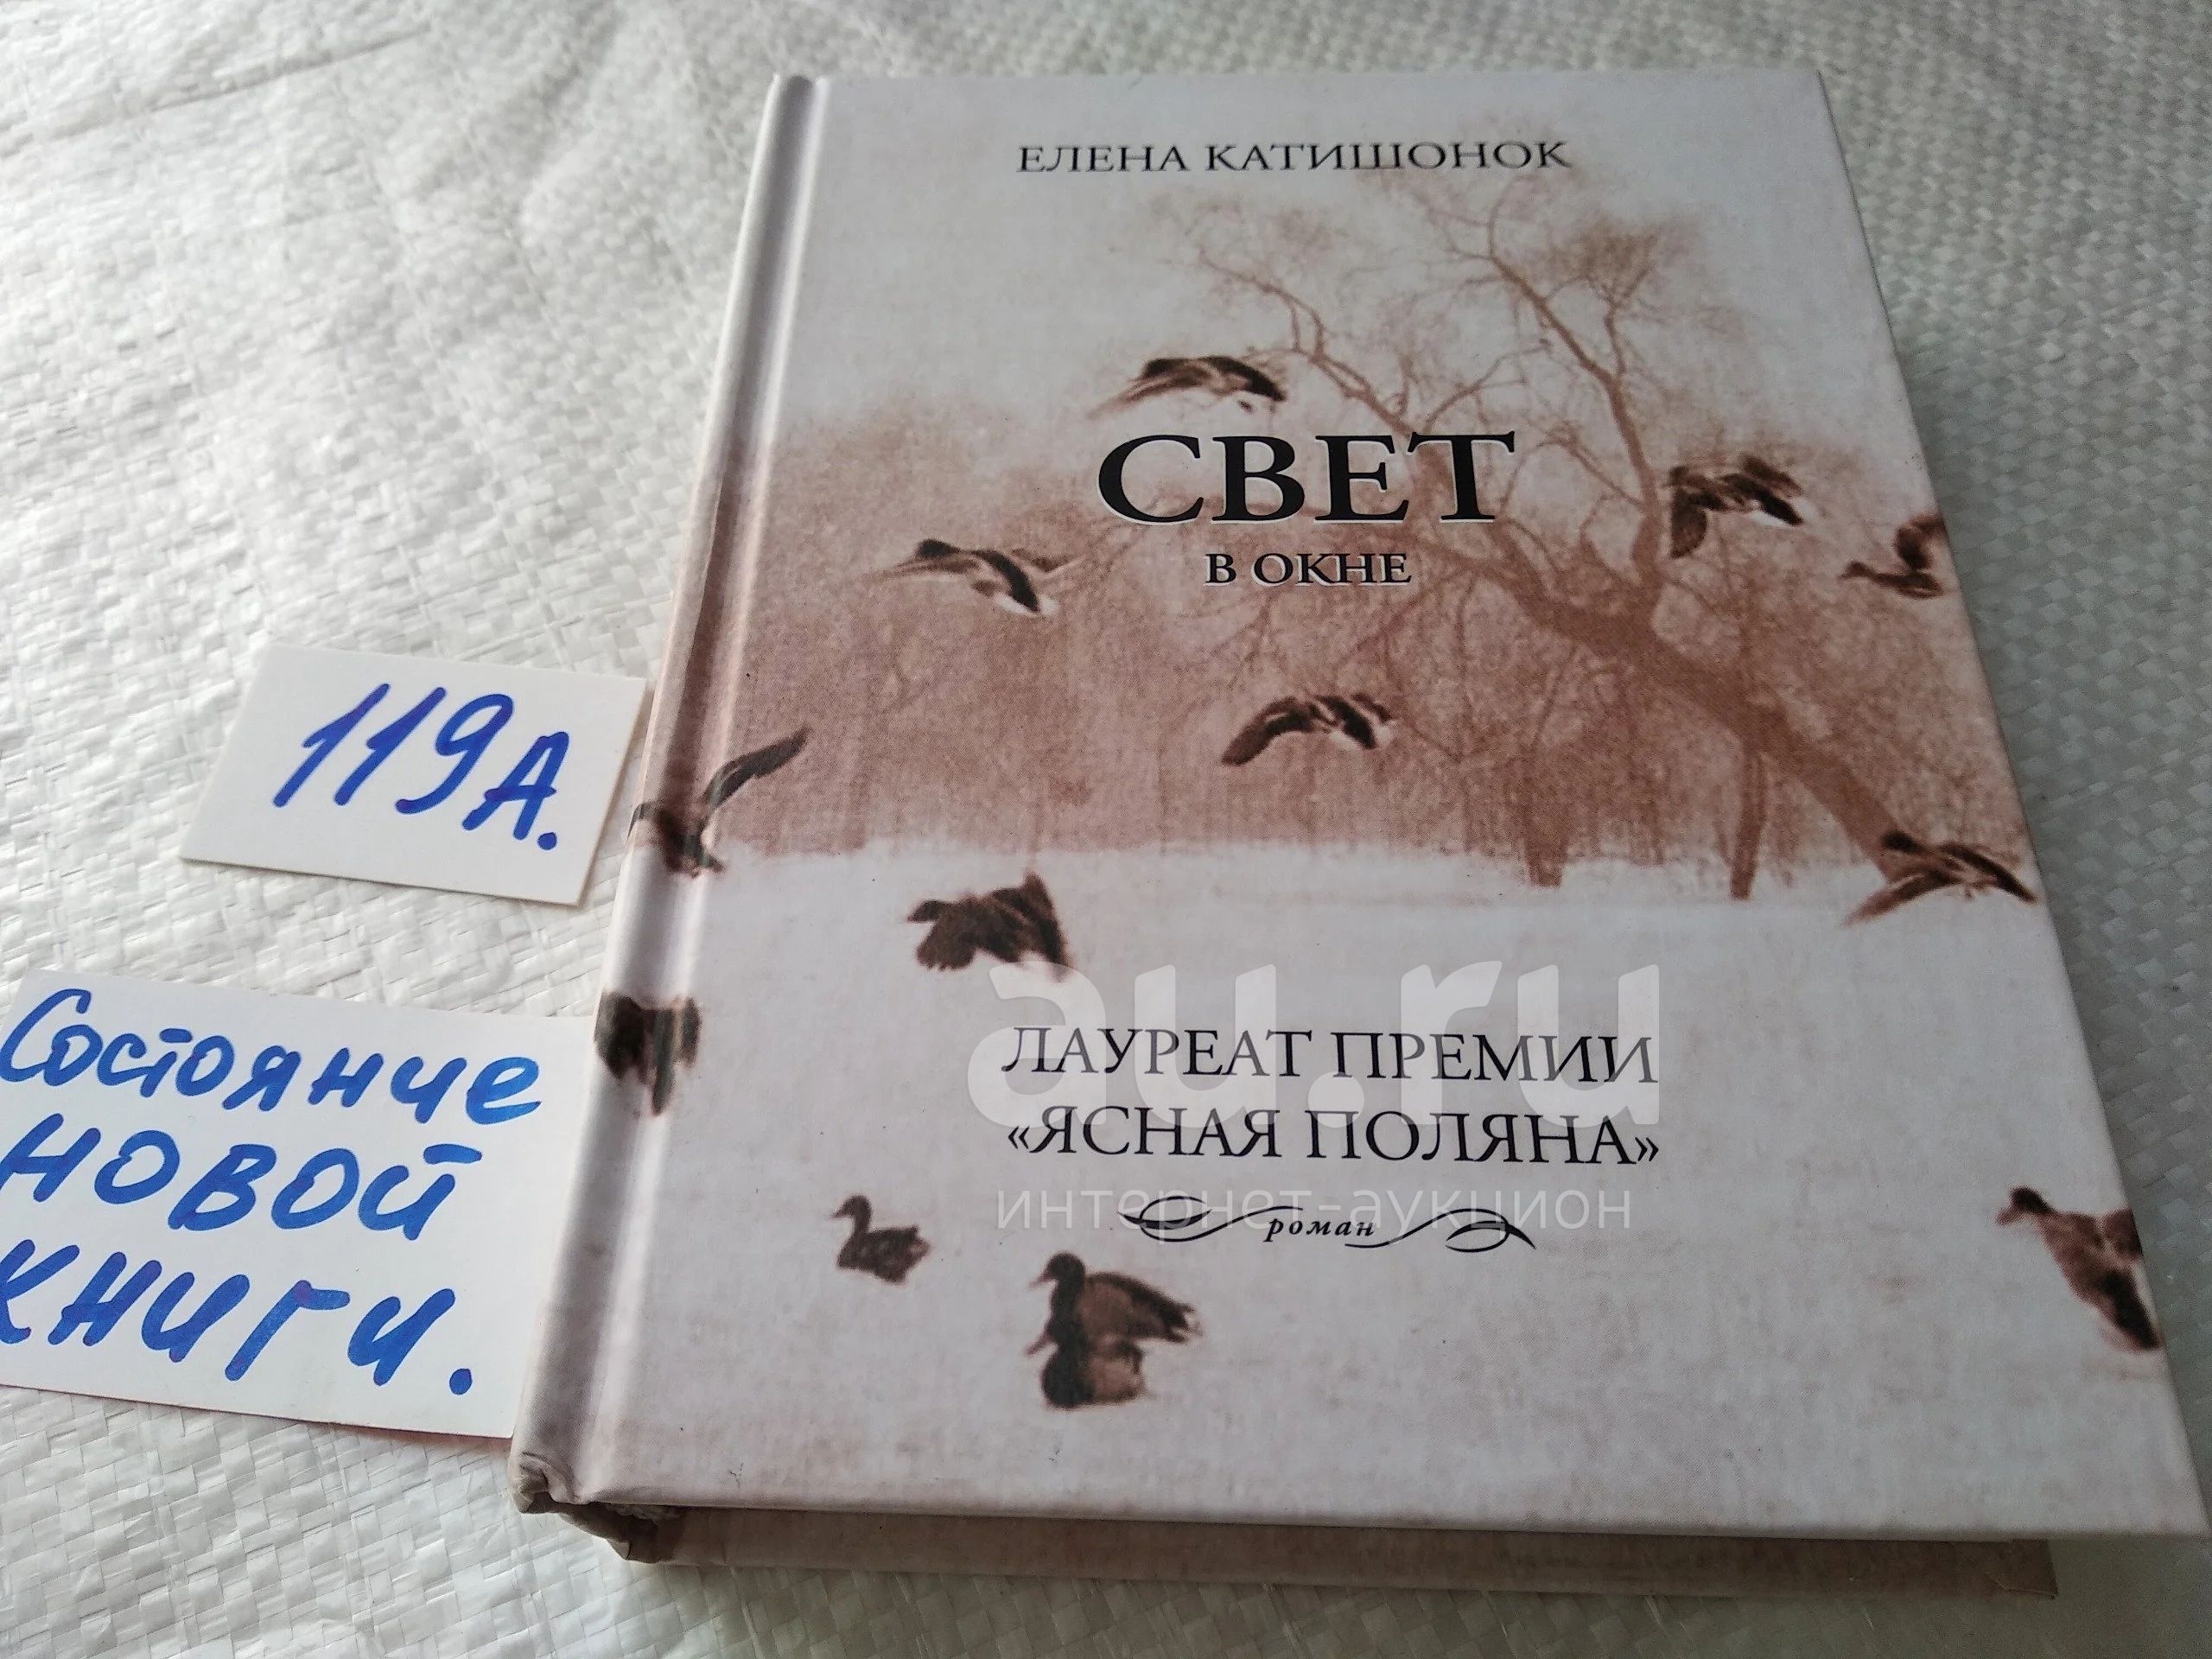 ЕЛЕНА КАТИШОНОК
СВЕТ
В ОКНЕ
119А.
Состояние
новой
книги.
au.ru
ЛАУРЕАТ ПРЕМИИ
«ЯСНАЯ ПОЛЯНА»
интернет-аукцион
роман